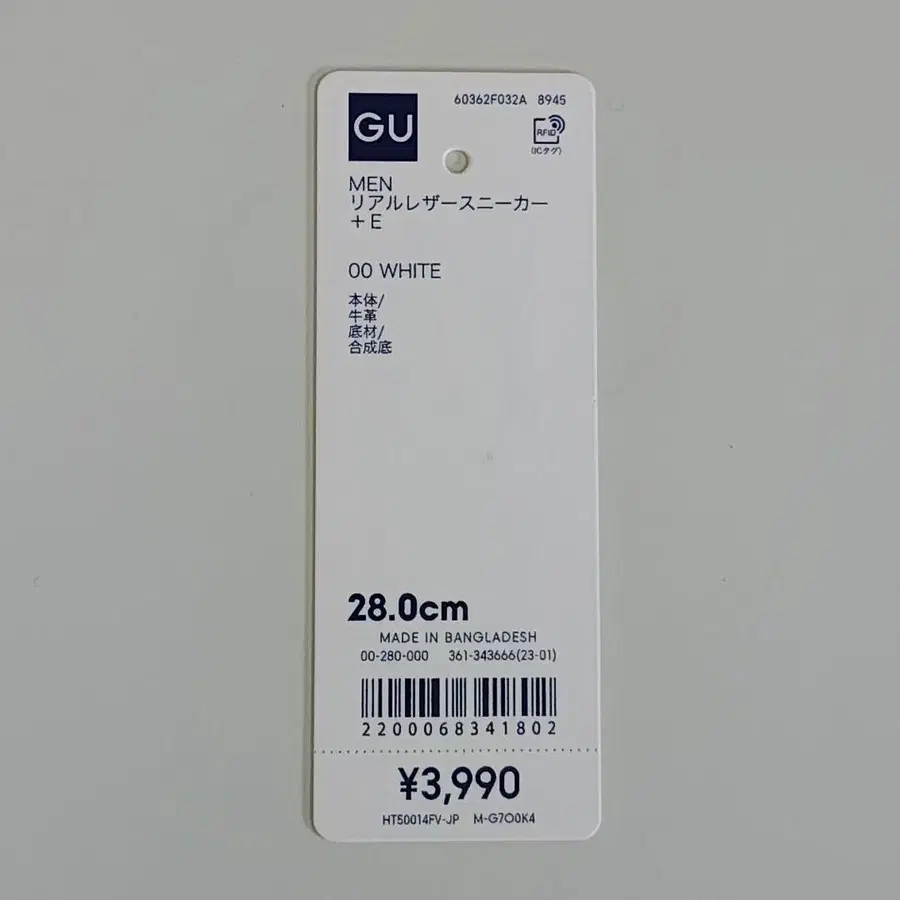 GU
60362F032A 8945
RFID
(ICタグ)
MEN
リアルレザースニーカー
+E
00 WHITE
本体/
牛革
底材/
合成底
28.0cm
MADE IN BANGLADESH
00-280-000 361-343666(23-01)
2200068341802
¥3,990
HT50014FV-JP M-G7O0K4